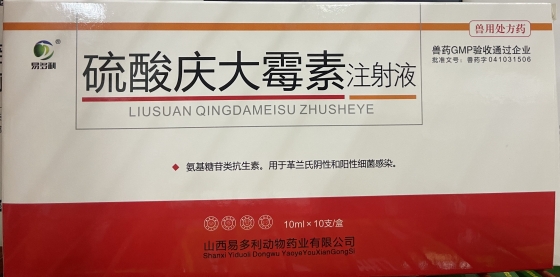 兽用处方药
易多利
兽药GMP验收通过企业
批准文号：兽药字041031506
硫酸庆大霉素注射液
LIUSUAN QINGDAMEISU ZHUSHEYE
◆ 氨基糖苷类抗生素。用于革兰氏阴性和阳性细菌感染。
10ml×10支/盒
山西易多利动物药业有限公司
Shanxi Yiduoli Dongwu YaoyeYouXianGongSi